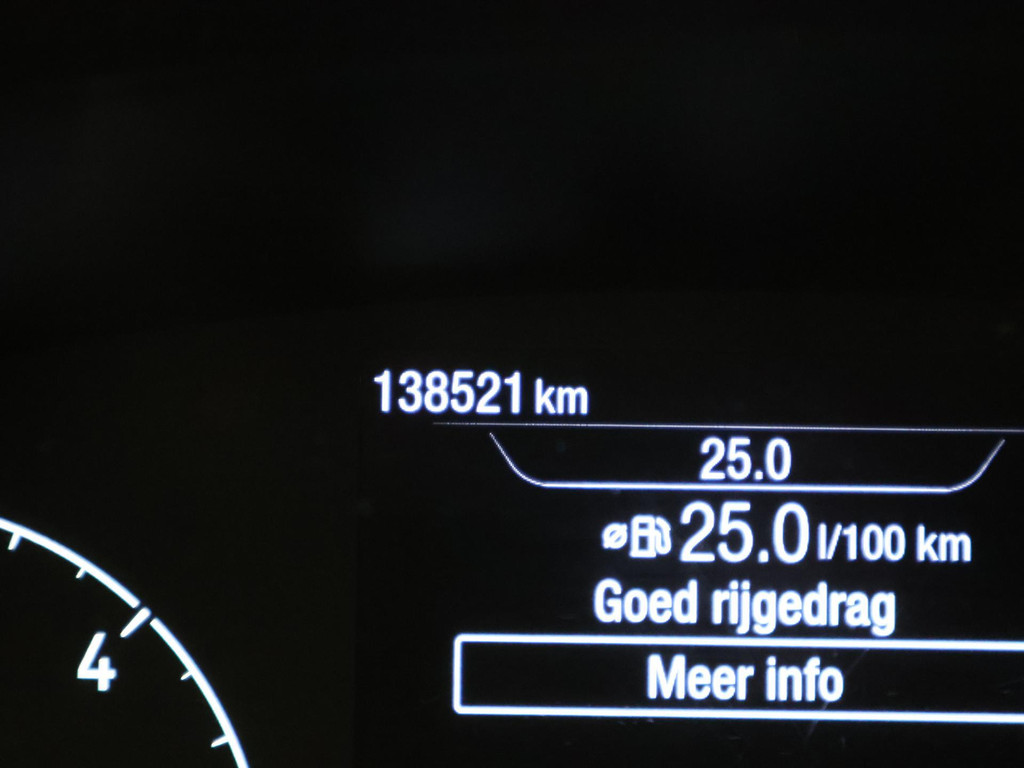 138521 km
25.0
ø 25.0 l/100 km
Goed rijgedrag
Meer info
4